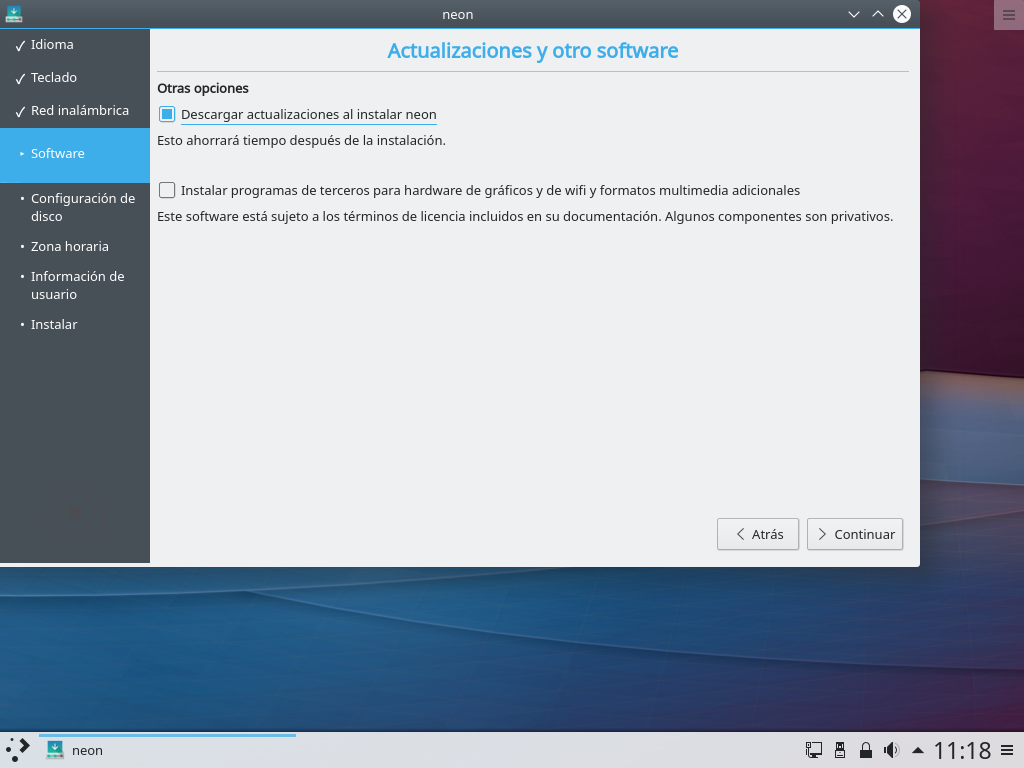 neon
Idioma
Teclado
Red inalámbrica
Software
Configuración de
disco
Zona horaria
Información de
usuario
Instalar
Actualizaciones y otro software
Otras opciones
Descargar actualizaciones al instalar neon
Esto ahorrará tiempo después de la instalación.
Instalar programas de terceros para hardware de gráficos y de wifi y formatos multimedia adicionales
Este software está sujeto a los términos de licencia incluidos en su documentación. Algunos componentes son privativos.
Atrás
Continuar
neon
11:18